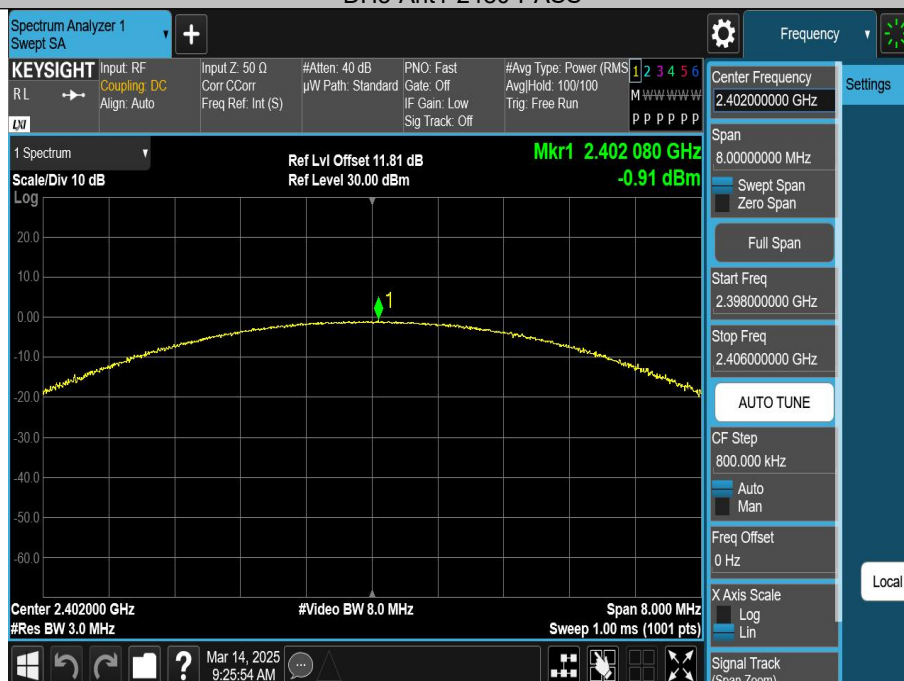 Spectrum Analyzer 1
Swept SA
+
Frequency
KEYSIGHT
RL
LXI
Input: RF
Coupling: DC
Align: Auto
Input Z: 50 Ω
Corr CCorr
Freq Ref: Int (S)
#Atten: 40 dB
µW Path: Standard
PNO: Fast
Gate: Off
IF Gain: Low
Sig Track: Off
#Avg Type: Power (RMS
Avg|Hold: 100/100
Trig: Free Run
1 2 3 4 5 6
M W W W W W
P P P P P P
1 Spectrum
Scale/Div 10 dB
Log
Ref Lvl Offset 11.81 dB
Ref Level 30.00 dBm
Mkr1 2.402 080 GHz
-0.91 dBm
20.0
10.0
0.00
-10.0
-20.0
-30.0
-40.0
-50.0
-60.0
1
Center 2.402000 GHz
#Res BW 3.0 MHz
#Video BW 8.0 MHz
Span 8.000 MHz
Sweep 1.00 ms (1001 pts)
Center Frequency
2.402000000 GHz
Span
8.00000000 MHz
Swept Span
Zero Span
Full Span
Start Freq
2.398000000 GHz
Stop Freq
2.406000000 GHz
AUTO TUNE
CF Step
800.000 kHz
Auto
Man
Freq Offset
0 Hz
X Axis Scale
Log
Lin
Signal Track
(Span Zoom)
Settings
Local
?
Mar 14, 2025
9:25:54 AM